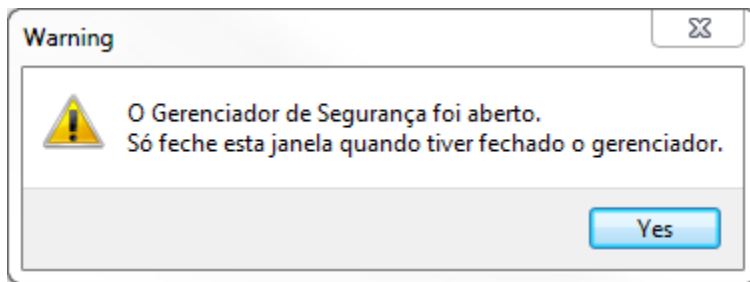 Warning
O Gerenciador de Segurança foi aberto.
Só feche esta janela quando tiver fechado o gerenciador.
Yes